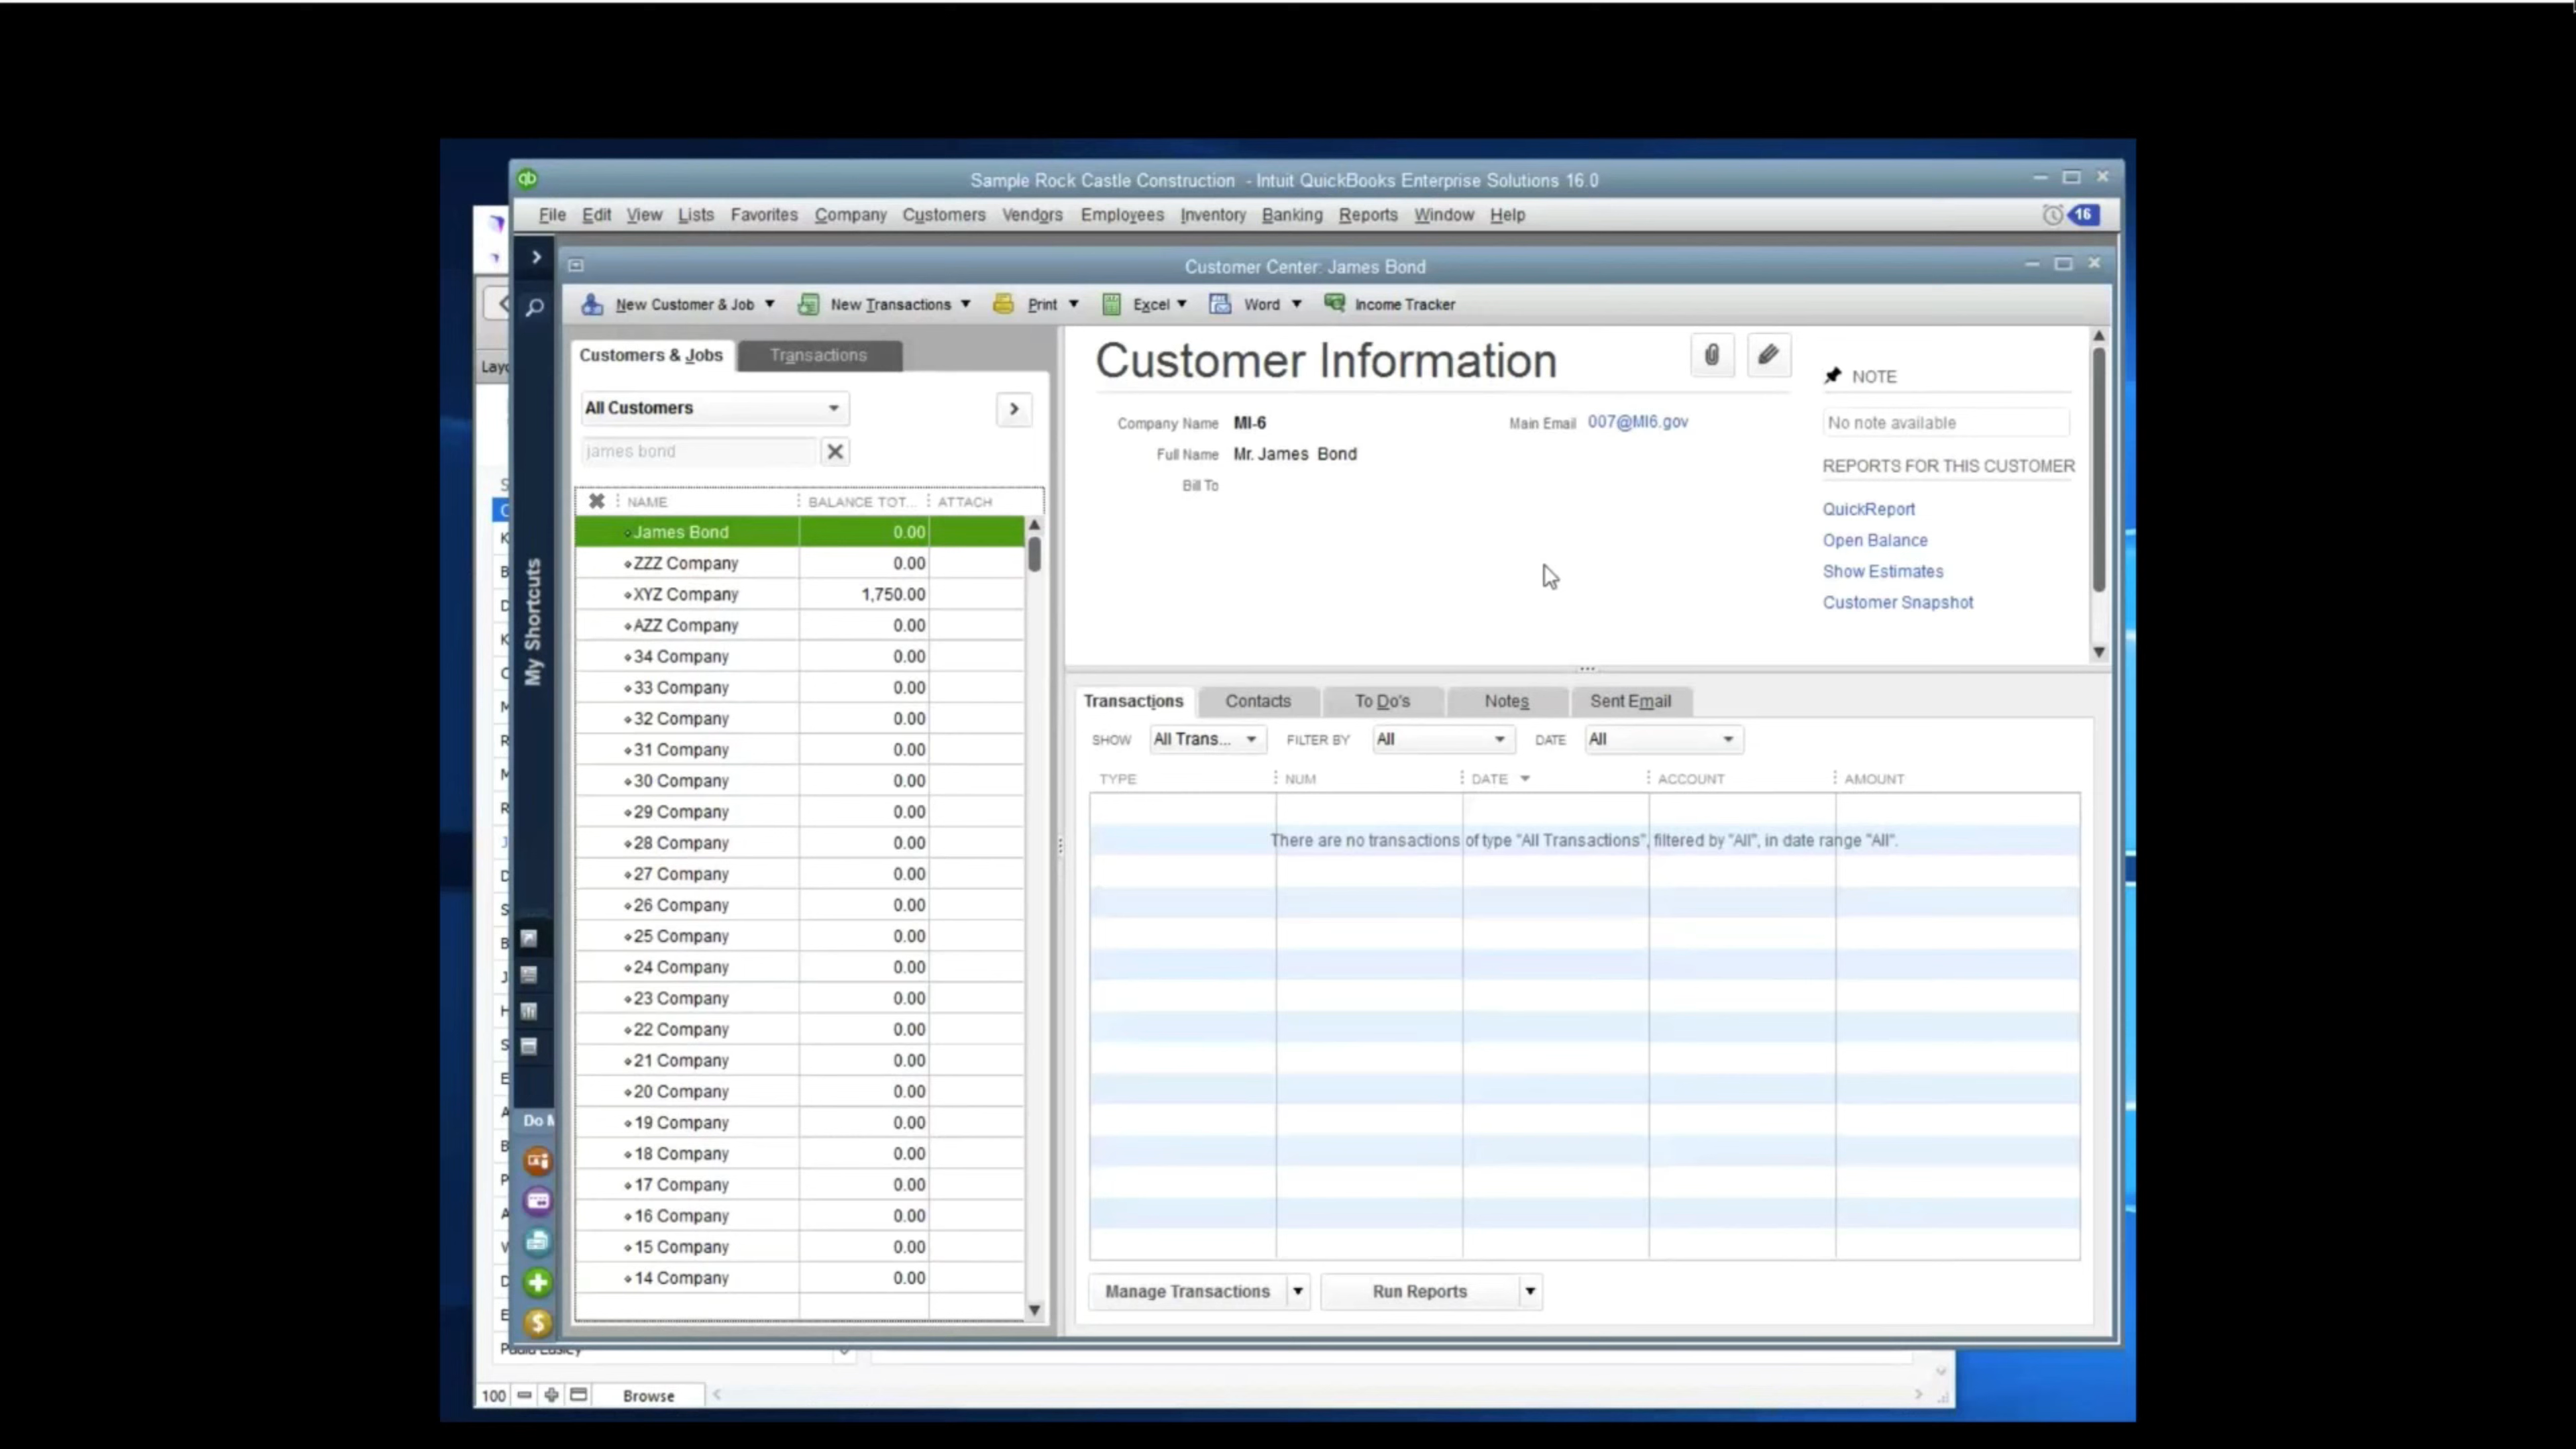 Sample Rock Castle Construction - Intuit QuickBooks Enterprise Solutions 16.0
File Edit View Lists Favorites Company Customers Vendors Employees Inventory Banking Reports Window Help
16
Customer Center: James Bond
New Customer & Job New Transactions Print Excel Word Income Tracker
Customers & Jobs Transactions
All Customers
james bond
NAME BALANCE TOT... ATTACH
James Bond 0.00
ZZZ Company 0.00
XYZ Company 1,750.00
AZZ Company 0.00
34 Company 0.00
33 Company 0.00
32 Company 0.00
31 Company 0.00
30 Company 0.00
29 Company 0.00
28 Company 0.00
27 Company 0.00
26 Company 0.00
25 Company 0.00
24 Company 0.00
23 Company 0.00
22 Company 0.00
21 Company 0.00
20 Company 0.00
19 Company 0.00
18 Company 0.00
17 Company 0.00
16 Company 0.00
15 Company 0.00
14 Company 0.00
Customer Information
Company Name MI-6
Main Email 007@MI6.gov
Full Name Mr. James Bond
Bill To
NOTE
No note available
REPORTS FOR THIS CUSTOMER
QuickReport
Open Balance
Show Estimates
Customer Snapshot
Transactions Contacts To Do's Notes Sent Email
SHOW All Trans... FILTER BY All DATE All
TYPE NUM DATE ACCOUNT AMOUNT
There are no transactions of type "All Transactions", filtered by "All", in date range "All".
Manage Transactions Run Reports
My Shortcuts
Do
100 Browse